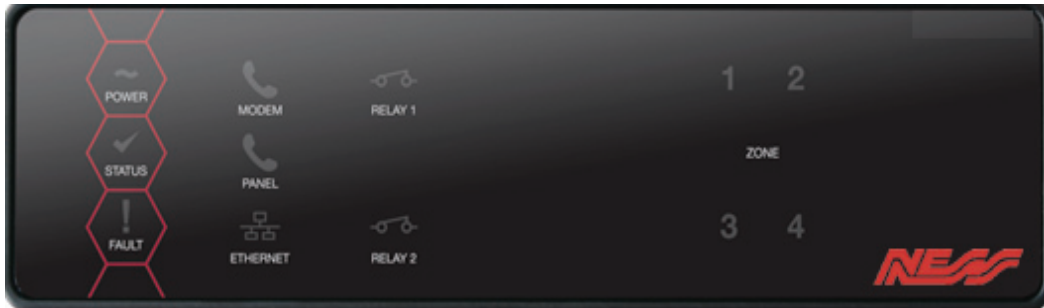 POWER
MODEM
RELAY 1
1 2
STATUS
PANEL
ZONE
FAULT
ETHERNET
RELAY 2
3 4
NESS